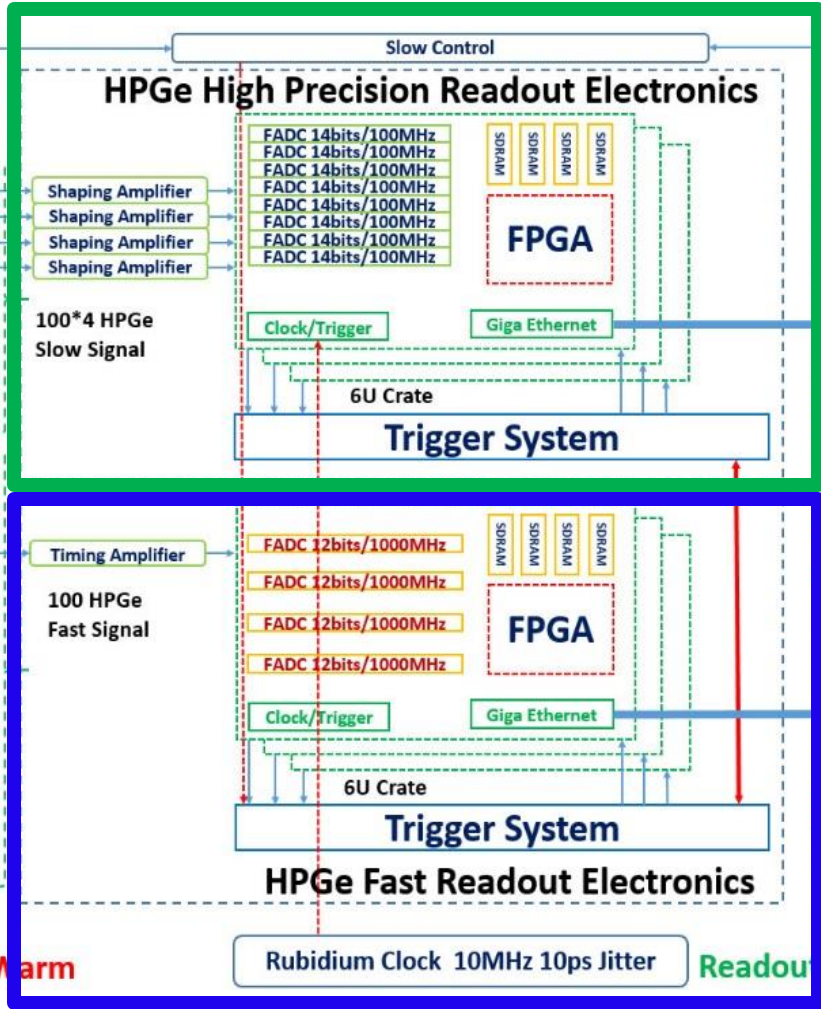 Slow Control
HPGe High Precision Readout Electronics
FADC 14bits/100MHz
FADC 14bits/100MHz
FADC 14bits/100MHz
FADC 14bits/100MHz
FADC 14bits/100MHz
FADC 14bits/100MHz
FADC 14bits/100MHz
FADC 14bits/100MHz
SDRAM
SDRAM
SDRAM
SDRAM
Shaping Amplifier
Shaping Amplifier
Shaping Amplifier
Shaping Amplifier
FPGA
100*4 HPGe
Slow Signal
Clock/Trigger
Giga Ethernet
6U Crate
Trigger System
Timing Amplifier
FADC 12bits/1000MHz
FADC 12bits/1000MHz
FADC 12bits/1000MHz
FADC 12bits/1000MHz
SDRAM
SDRAM
SDRAM
SDRAM
100 HPGe
Fast Signal
FPGA
Clock/Trigger
Giga Ethernet
6U Crate
Trigger System
HPGe Fast Readout Electronics
Rubidium Clock 10MHz 10ps Jitter
Warm
Readout